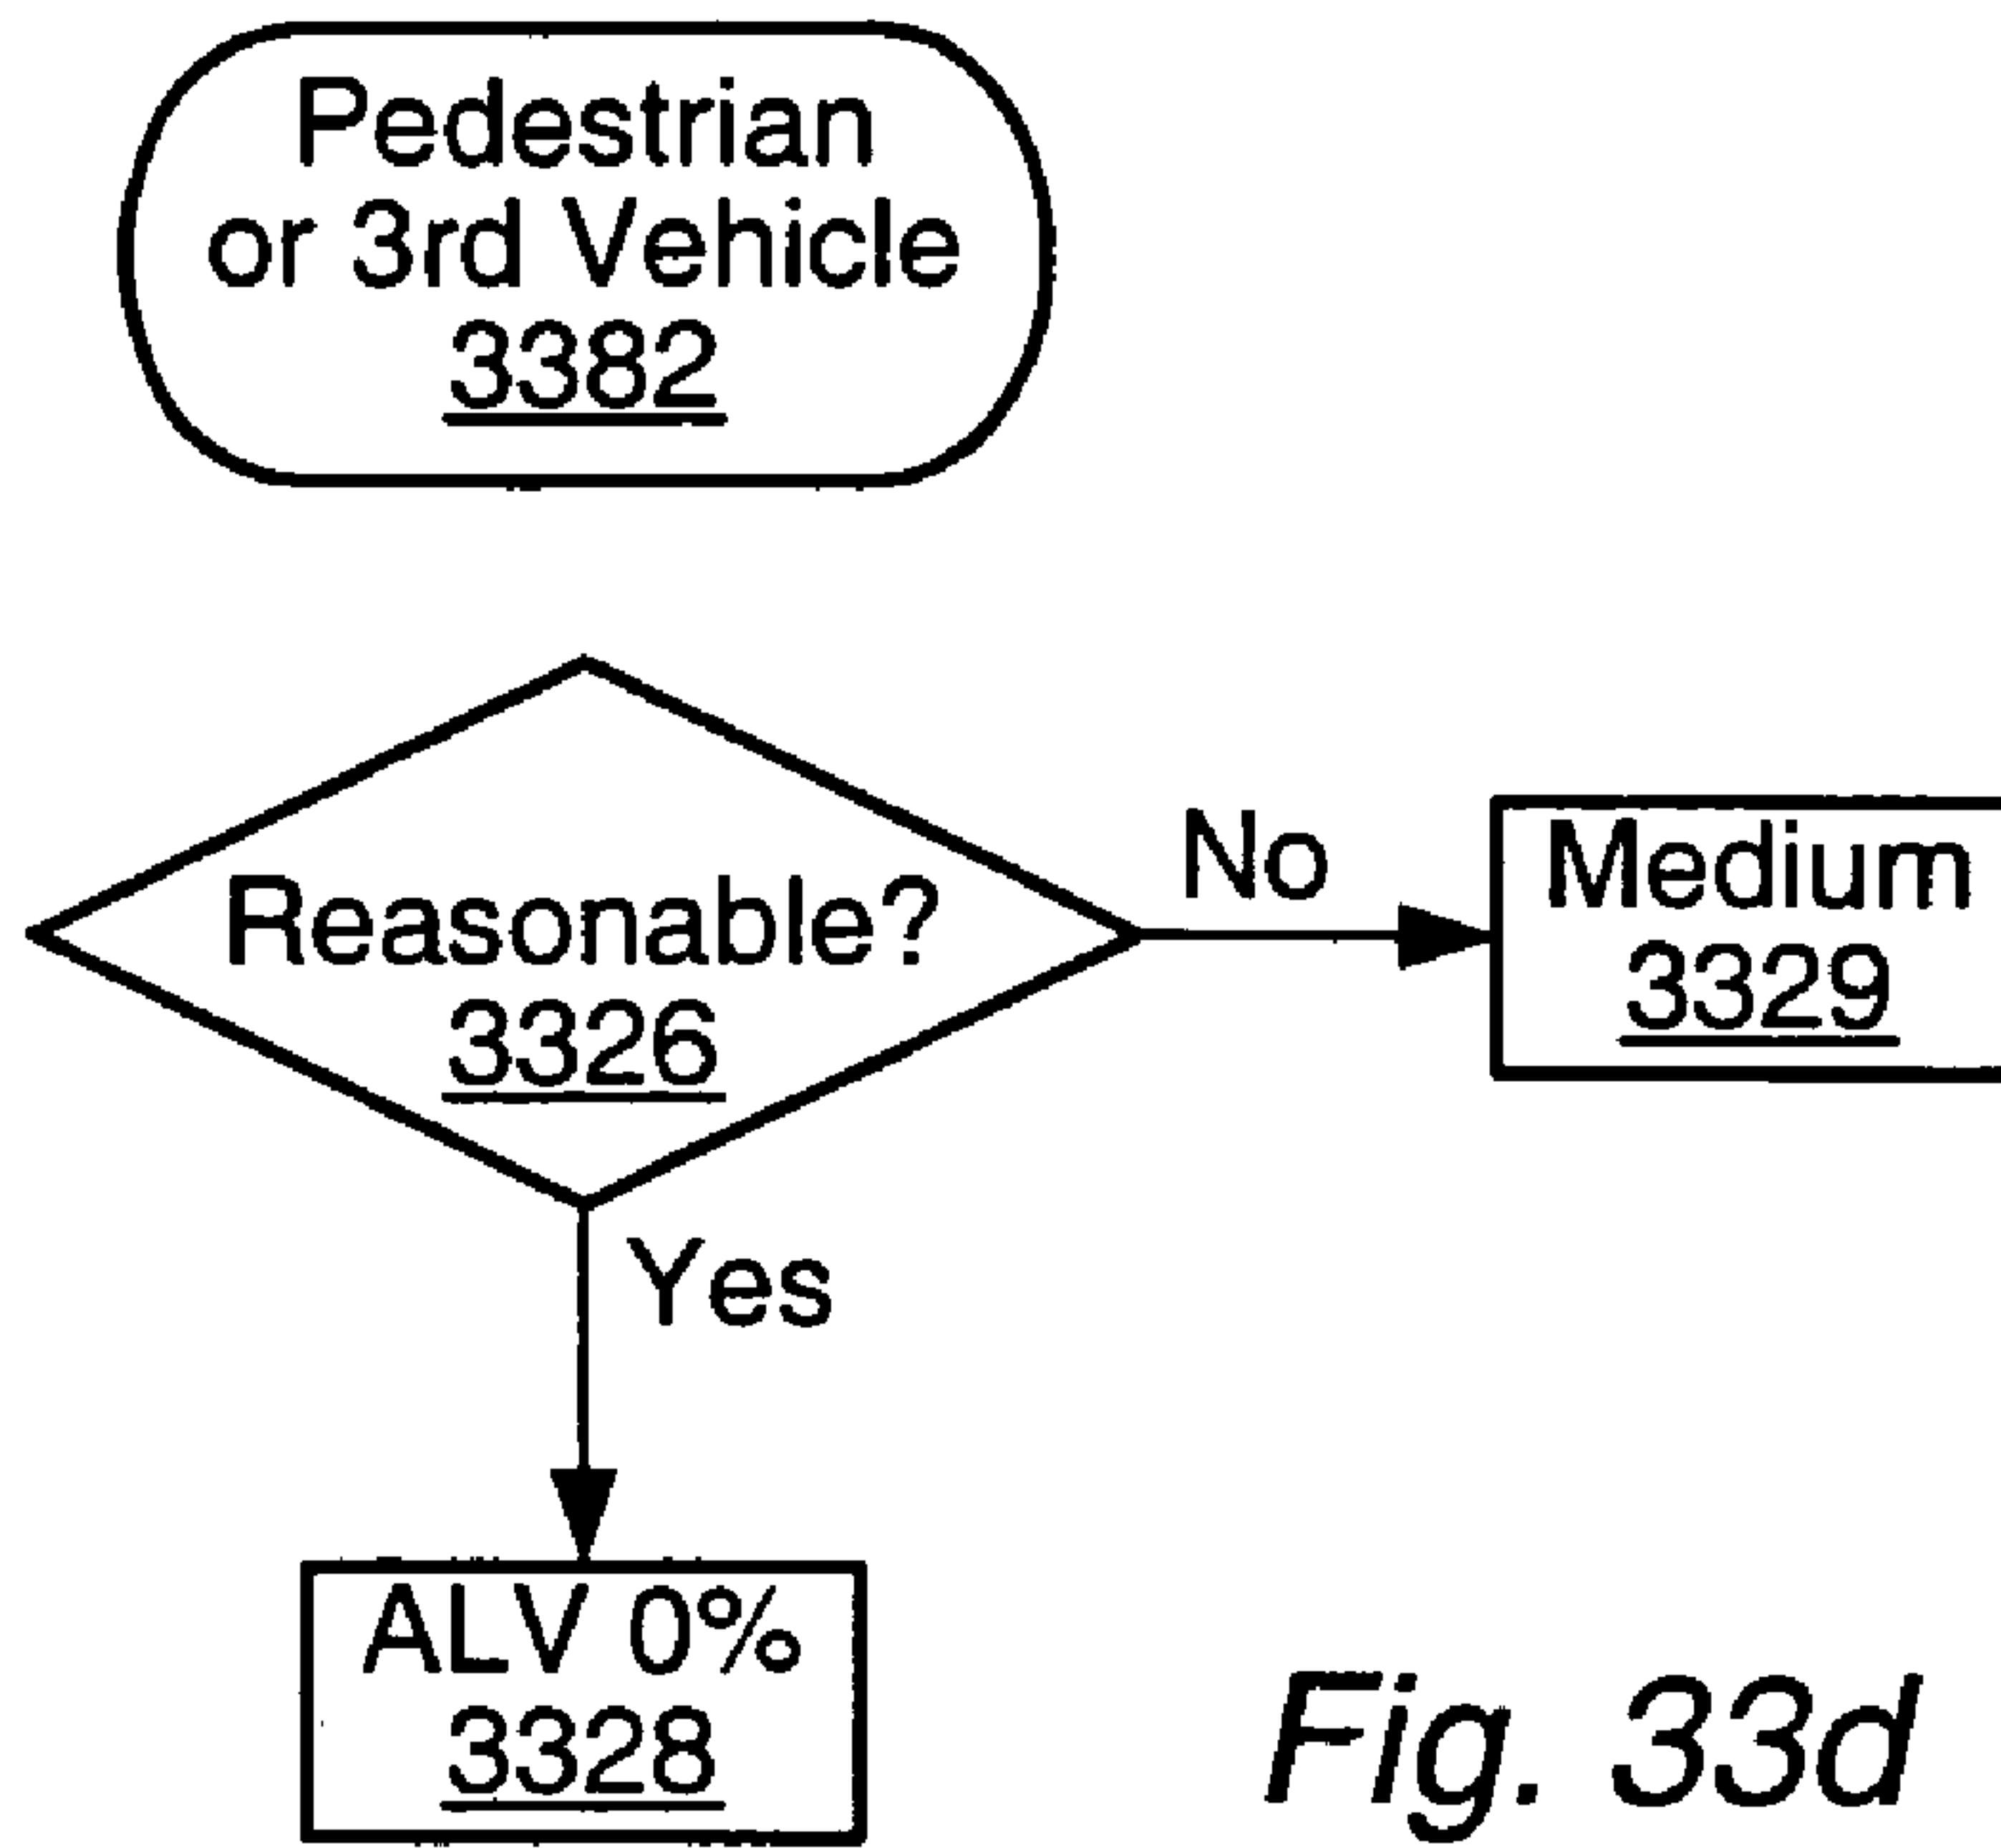 Pedestrian
or 3rd Vehicle
3382
Reasonable?
3326
No
Medium
3329
Yes
ALV 0%
3328
Fig. 33d